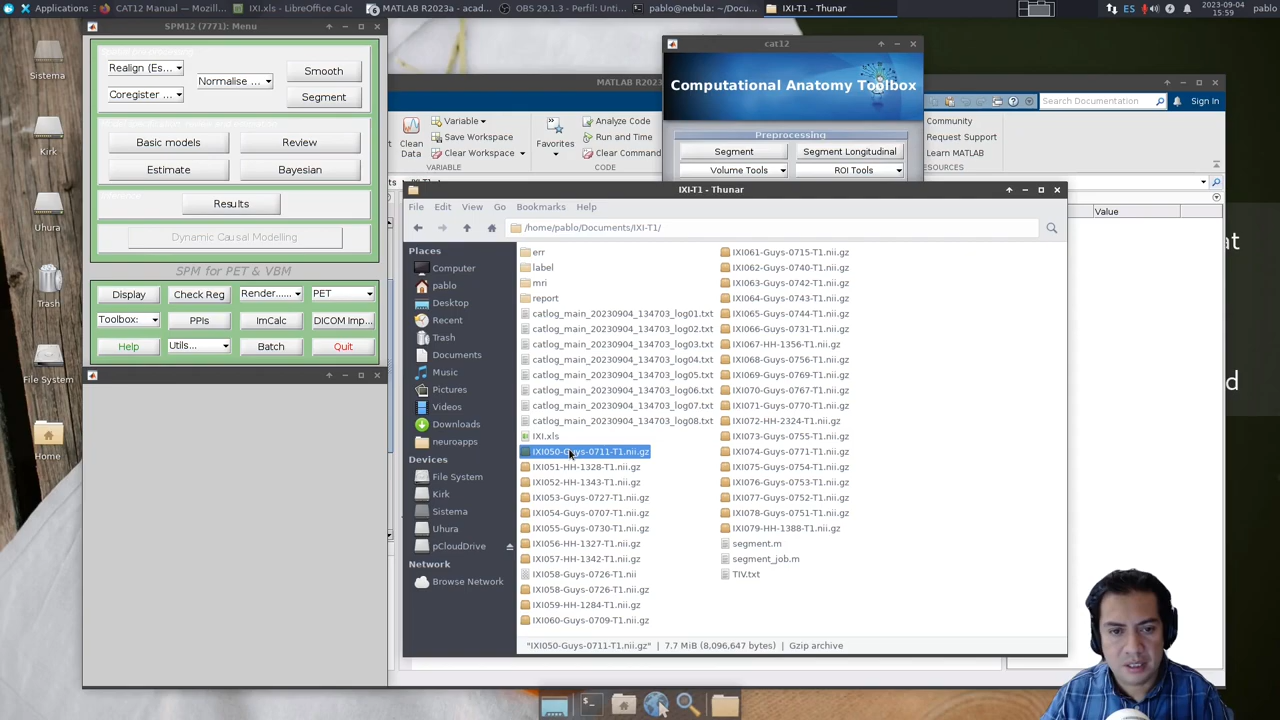 Applications
CAT12 Manual — Mozill...
IXI.xls - LibreOffice Calc
MATLAB R2023a - acad...
OBS 29.1.3 - Perfil: Unti...
pablo@nebula: ~/Docu...
IXI-T1 - Thunar
ES
2023-09-04
15:59
pablo
Sistema
Kirk
Uhura
Trash
File System
Home
SPM12 (7771): Menu
Realign (Es...
Normalise ...
Smooth
Coregister ...
Segment
Basic models
Review
Estimate
Bayesian
Results
Dynamic Causal Modelling
SPM for PET & VBM
Display
Check Reg
Render......
PET
Toolbox:
PPIs
ImCalc
DICOM Imp...
Help
Utils...
Batch
Quit
MATLAB R2023
Clean
Data
Variable
Save Workspace
Clear Workspace
VARIABLE
Favorites
Analyze Code
Run and Time
Clear Command
CODE
Search Documentation
Sign In
Community
Request Support
Learn MATLAB
Value
cat12
Computational Anatomy Toolbox
Preprocessing
Segment
Segment Longitudinal
Volume Tools
ROI Tools
IXI-T1 - Thunar
File
Edit
View
Go
Bookmarks
Help
/home/pablo/Documents/IXI-T1/
Places
Computer
pablo
Desktop
Recent
Trash
Documents
Music
Pictures
Videos
Downloads
neuroapps
Devices
File System
Kirk
Sistema
Uhura
pCloudDrive
Network
Browse Network
err
label
mri
report
catlog_main_20230904_134703_log01.txt
catlog_main_20230904_134703_log02.txt
catlog_main_20230904_134703_log03.txt
catlog_main_20230904_134703_log04.txt
catlog_main_20230904_134703_log05.txt
catlog_main_20230904_134703_log06.txt
catlog_main_20230904_134703_log07.txt
catlog_main_20230904_134703_log08.txt
IXI.xls
IXI050-Guys-0711-T1.nii.gz
IXI051-HH-1328-T1.nii.gz
IXI052-HH-1343-T1.nii.gz
IXI053-Guys-0727-T1.nii.gz
IXI054-Guys-0707-T1.nii.gz
IXI055-Guys-0730-T1.nii.gz
IXI056-HH-1327-T1.nii.gz
IXI057-HH-1342-T1.nii.gz
IXI058-Guys-0726-T1.nii
IXI058-Guys-0726-T1.nii.gz
IXI059-HH-1284-T1.nii.gz
IXI060-Guys-0709-T1.nii.gz
IXI061-Guys-0715-T1.nii.gz
IXI062-Guys-0740-T1.nii.gz
IXI063-Guys-0742-T1.nii.gz
IXI064-Guys-0743-T1.nii.gz
IXI065-Guys-0744-T1.nii.gz
IXI066-Guys-0731-T1.nii.gz
IXI067-HH-1356-T1.nii.gz
IXI068-Guys-0756-T1.nii.gz
IXI069-Guys-0769-T1.nii.gz
IXI070-Guys-0767-T1.nii.gz
IXI071-Guys-0770-T1.nii.gz
IXI072-HH-2324-T1.nii.gz
IXI073-Guys-0755-T1.nii.gz
IXI074-Guys-0771-T1.nii.gz
IXI075-Guys-0754-T1.nii.gz
IXI076-Guys-0753-T1.nii.gz
IXI077-Guys-0752-T1.nii.gz
IXI078-Guys-0751-T1.nii.gz
IXI079-HH-1388-T1.nii.gz
segment.m
segment_job.m
TIV.txt
"IXI050-Guys-0711-T1.nii.gz" | 7.7 MiB (8,096,647 bytes) | Gzip archive